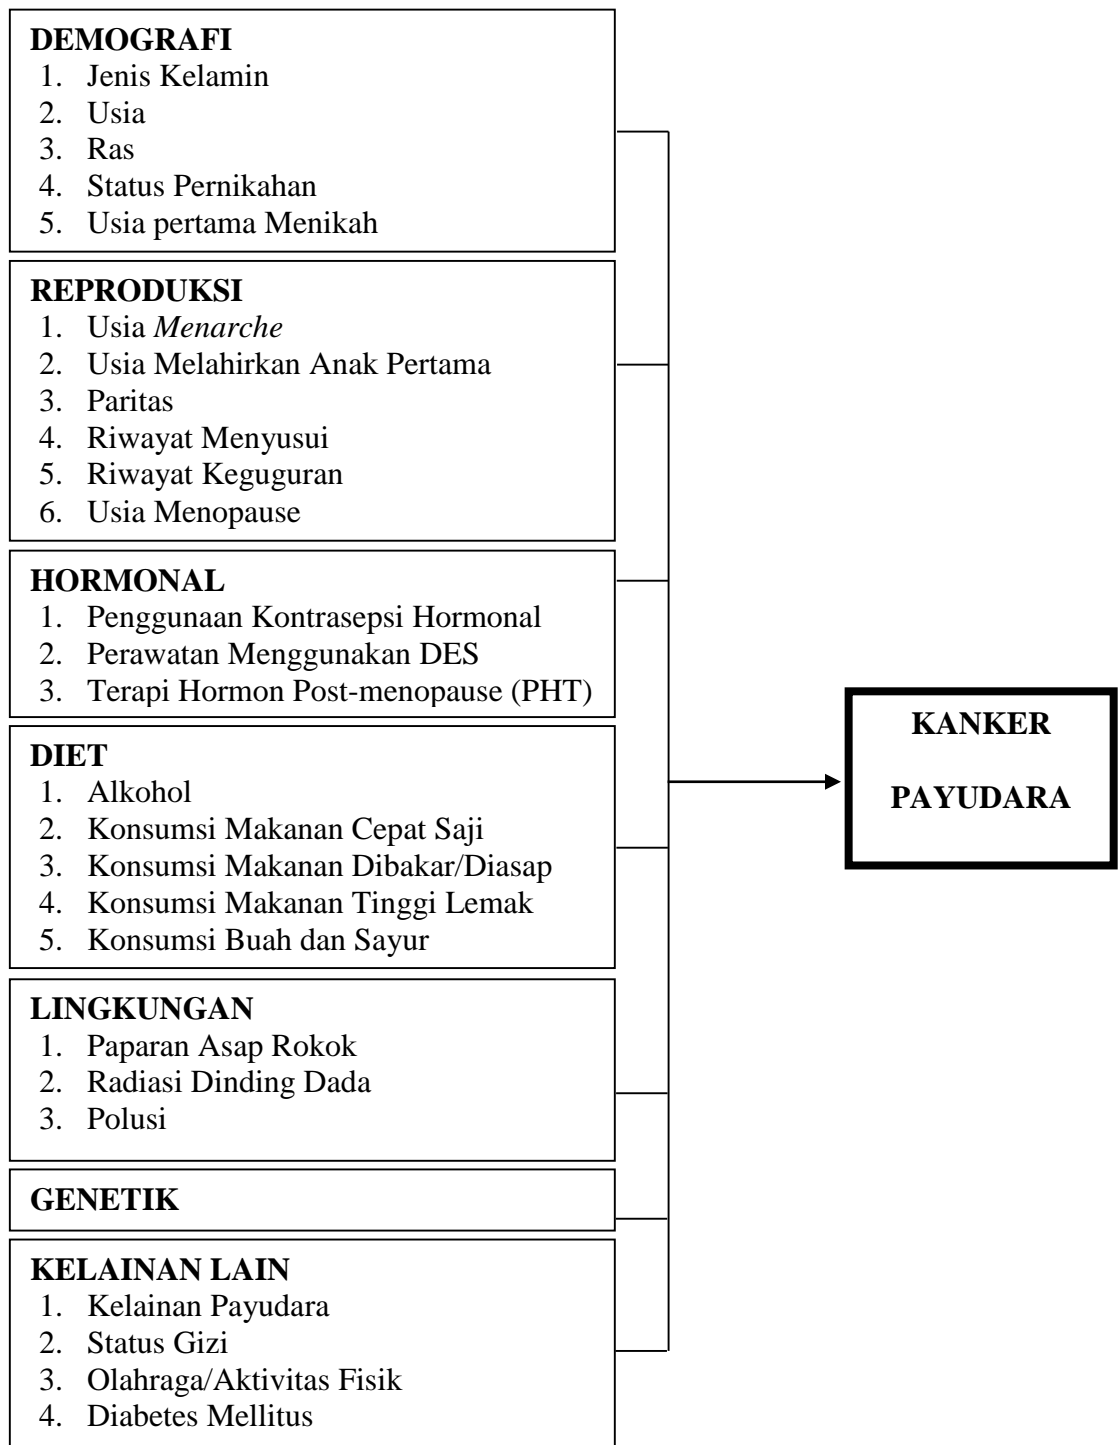 DEMOGRAFI
1. Jenis Kelamin
2. Usia
3. Ras
4. Status Pernikahan
5. Usia pertama Menikah
REPRODUKSI
1. Usia Menarche
2. Usia Melahirkan Anak Pertama
3. Paritas
4. Riwayat Menyusui
5. Riwayat Keguguran
6. Usia Menopause
HORMONAL
1. Penggunaan Kontrasepsi Hormonal
2. Perawatan Menggunakan DES
3. Terapi Hormon Post-menopause (PHT)
DIET
1. Alkohol
2. Konsumsi Makanan Cepat Saji
3. Konsumsi Makanan Dibakar/Diasap
4. Konsumsi Makanan Tinggi Lemak
5. Konsumsi Buah dan Sayur
LINGKUNGAN
1. Paparan Asap Rokok
2. Radiasi Dinding Dada
3. Polusi
GENETIK
KELAINAN LAIN
1. Kelainan Payudara
2. Status Gizi
3. Olahraga/Aktivitas Fisik
4. Diabetes Mellitus
KANKER
PAYUDARA